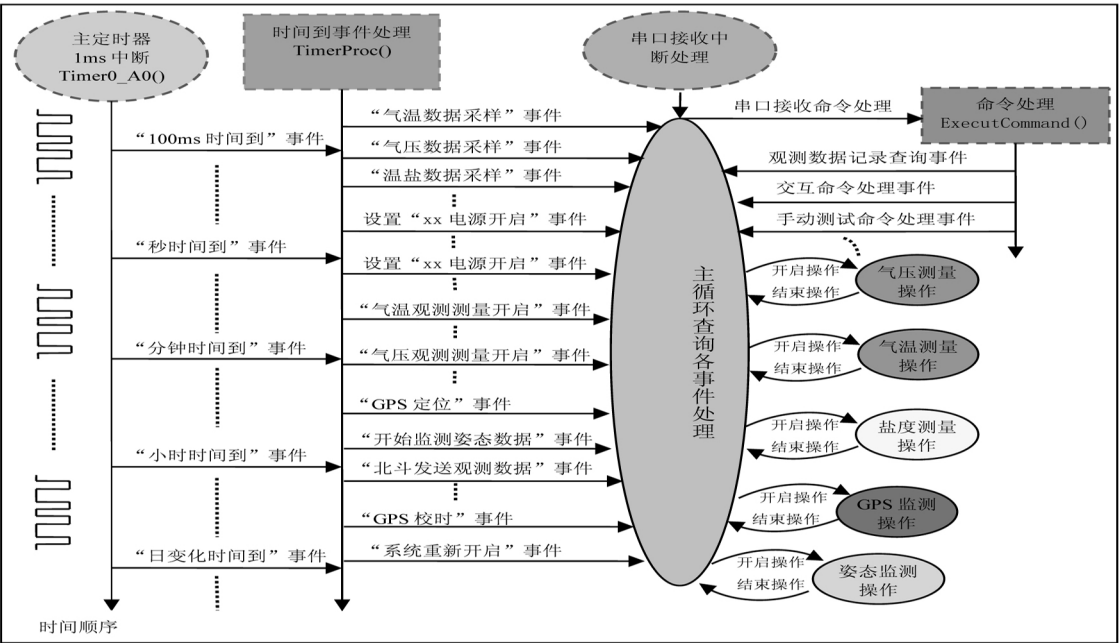 主定时器
1ms 中断
Timer0_A0()
时间到事件处理
TimerProc()
串口接收中
断处理
命令处理
ExecutCommand()
串口接收命令处理
“100ms 时间到”事件
“秒时间到”事件
“分钟时间到”事件
“小时时间到”事件
“日变化时间到”事件
时间顺序
“气温数据采样”事件
“气压数据采样”事件
“温盐数据采样”事件
设置“xx 电源开启”事件
设置“xx 电源开启”事件
“气温观测测量开启”事件
“气压观测测量开启”事件
“GPS 定位”事件
“开始监测姿态数据”事件
“北斗发送观测数据”事件
“GPS 校时”事件
“系统重新开启”事件
主循环查询各事件处理
观测数据记录查询事件
交互命令处理事件
手动测试命令处理事件
开启操作
结束操作
气压测量
操作
开启操作
结束操作
气温测量
操作
开启操作
结束操作
盐度测量
操作
开启操作
结束操作
GPS 监测
操作
开启操作
结束操作
姿态监测
操作